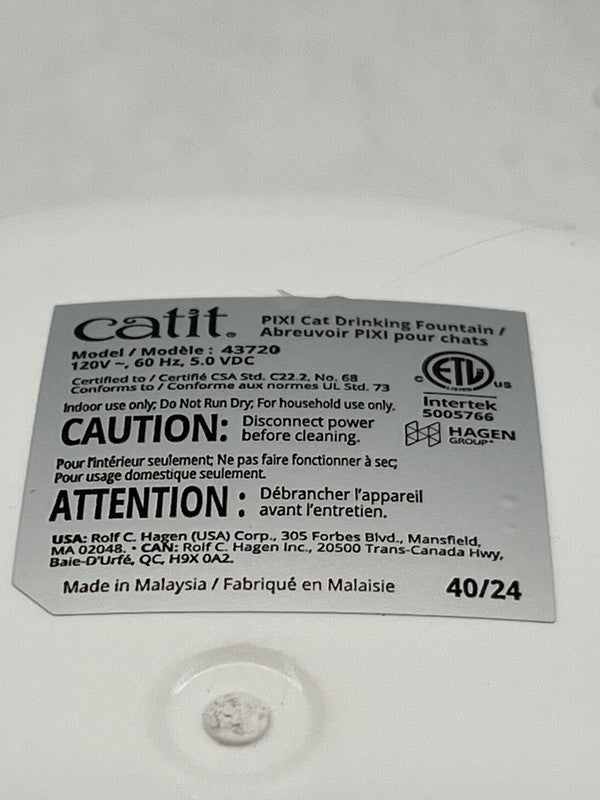 catit®
PIXI Cat Drinking Fountain /
Abreuvoir PIXI pour chats
Model / Modèle : 43720
120V ~, 60 Hz, 5.0 VDC
Certified to / Certifié CSA Std. C22.2, No. 68
Conforms to / Conforme aux normes UL Std. 73
C ETL US
LISTED
Intertek
5005766
Indoor use only; Do Not Run Dry; For household use only.
CAUTION: Disconnect power
before cleaning.
HAGEN
GROUP
Pour l'intérieur seulement; Ne pas faire fonctionner à sec;
Pour usage domestique seulement.
ATTENTION : Débrancher l'appareil
avant l'entretien.
USA: Rolf C. Hagen (USA) Corp., 305 Forbes Blvd., Mansfield,
MA 02048. • CAN: Rolf C. Hagen Inc., 20500 Trans-Canada Hwy,
Baie-D'Urfé, QC, H9X 0A2.
Made in Malaysia / Fabriqué en Malaisie 40/24